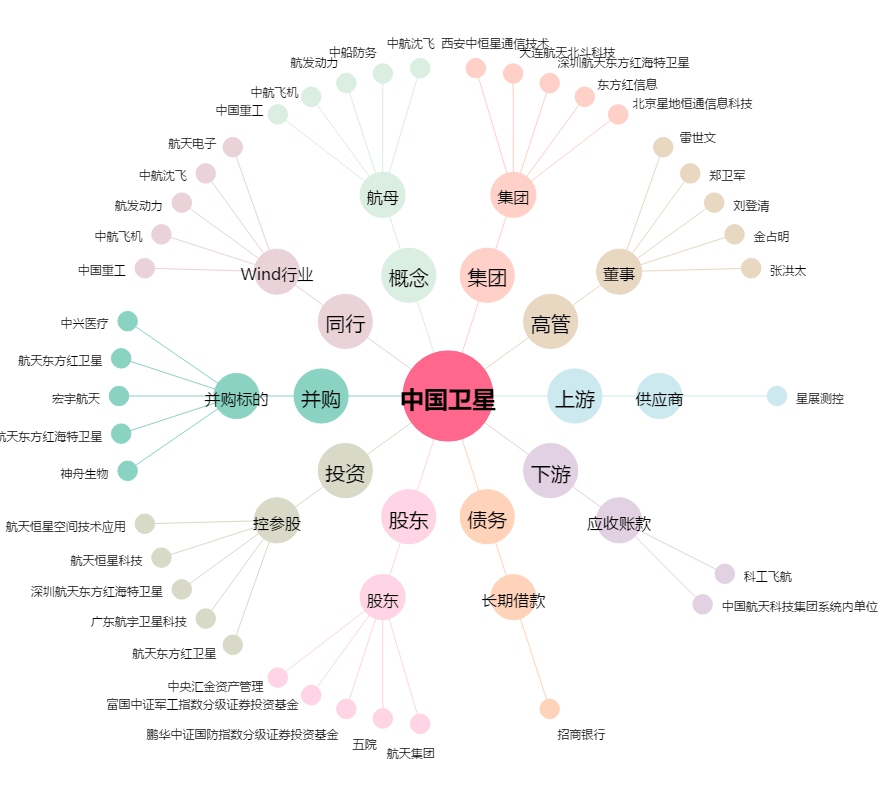 中航沈飞
西安中恒星通信技术
中船防务
大连航天北斗科技
航发动力
深圳航天东方红海特卫星
中航飞机
东方红信息
中国重工
北京星地恒通信息科技
航天电子
雷世文
中航沈飞
郑卫军
航母
集团
航发动力
刘登清
中航飞机
金占明
中国重工
Wind行业
概念
集团
董事
张洪太
中兴医疗
同行
高管
航天东方红卫星
宏宇航天
并购标的
并购
中国卫星
上游
供应商
星展测控
航天东方红海特卫星
神舟生物
投资
下游
航天恒星空间技术应用
控参股
股东
债务
应收账款
航天恒星科技
科工飞航
深圳航天东方红海特卫星
股东
长期借款
中国航天科技集团系统内单位
广东航宇卫星科技
航天东方红卫星
中央汇金资产管理
富国中证军工指数分级证券投资基金
鹏华中证国防指数分级证券投资基金
五院
航天集团
招商银行